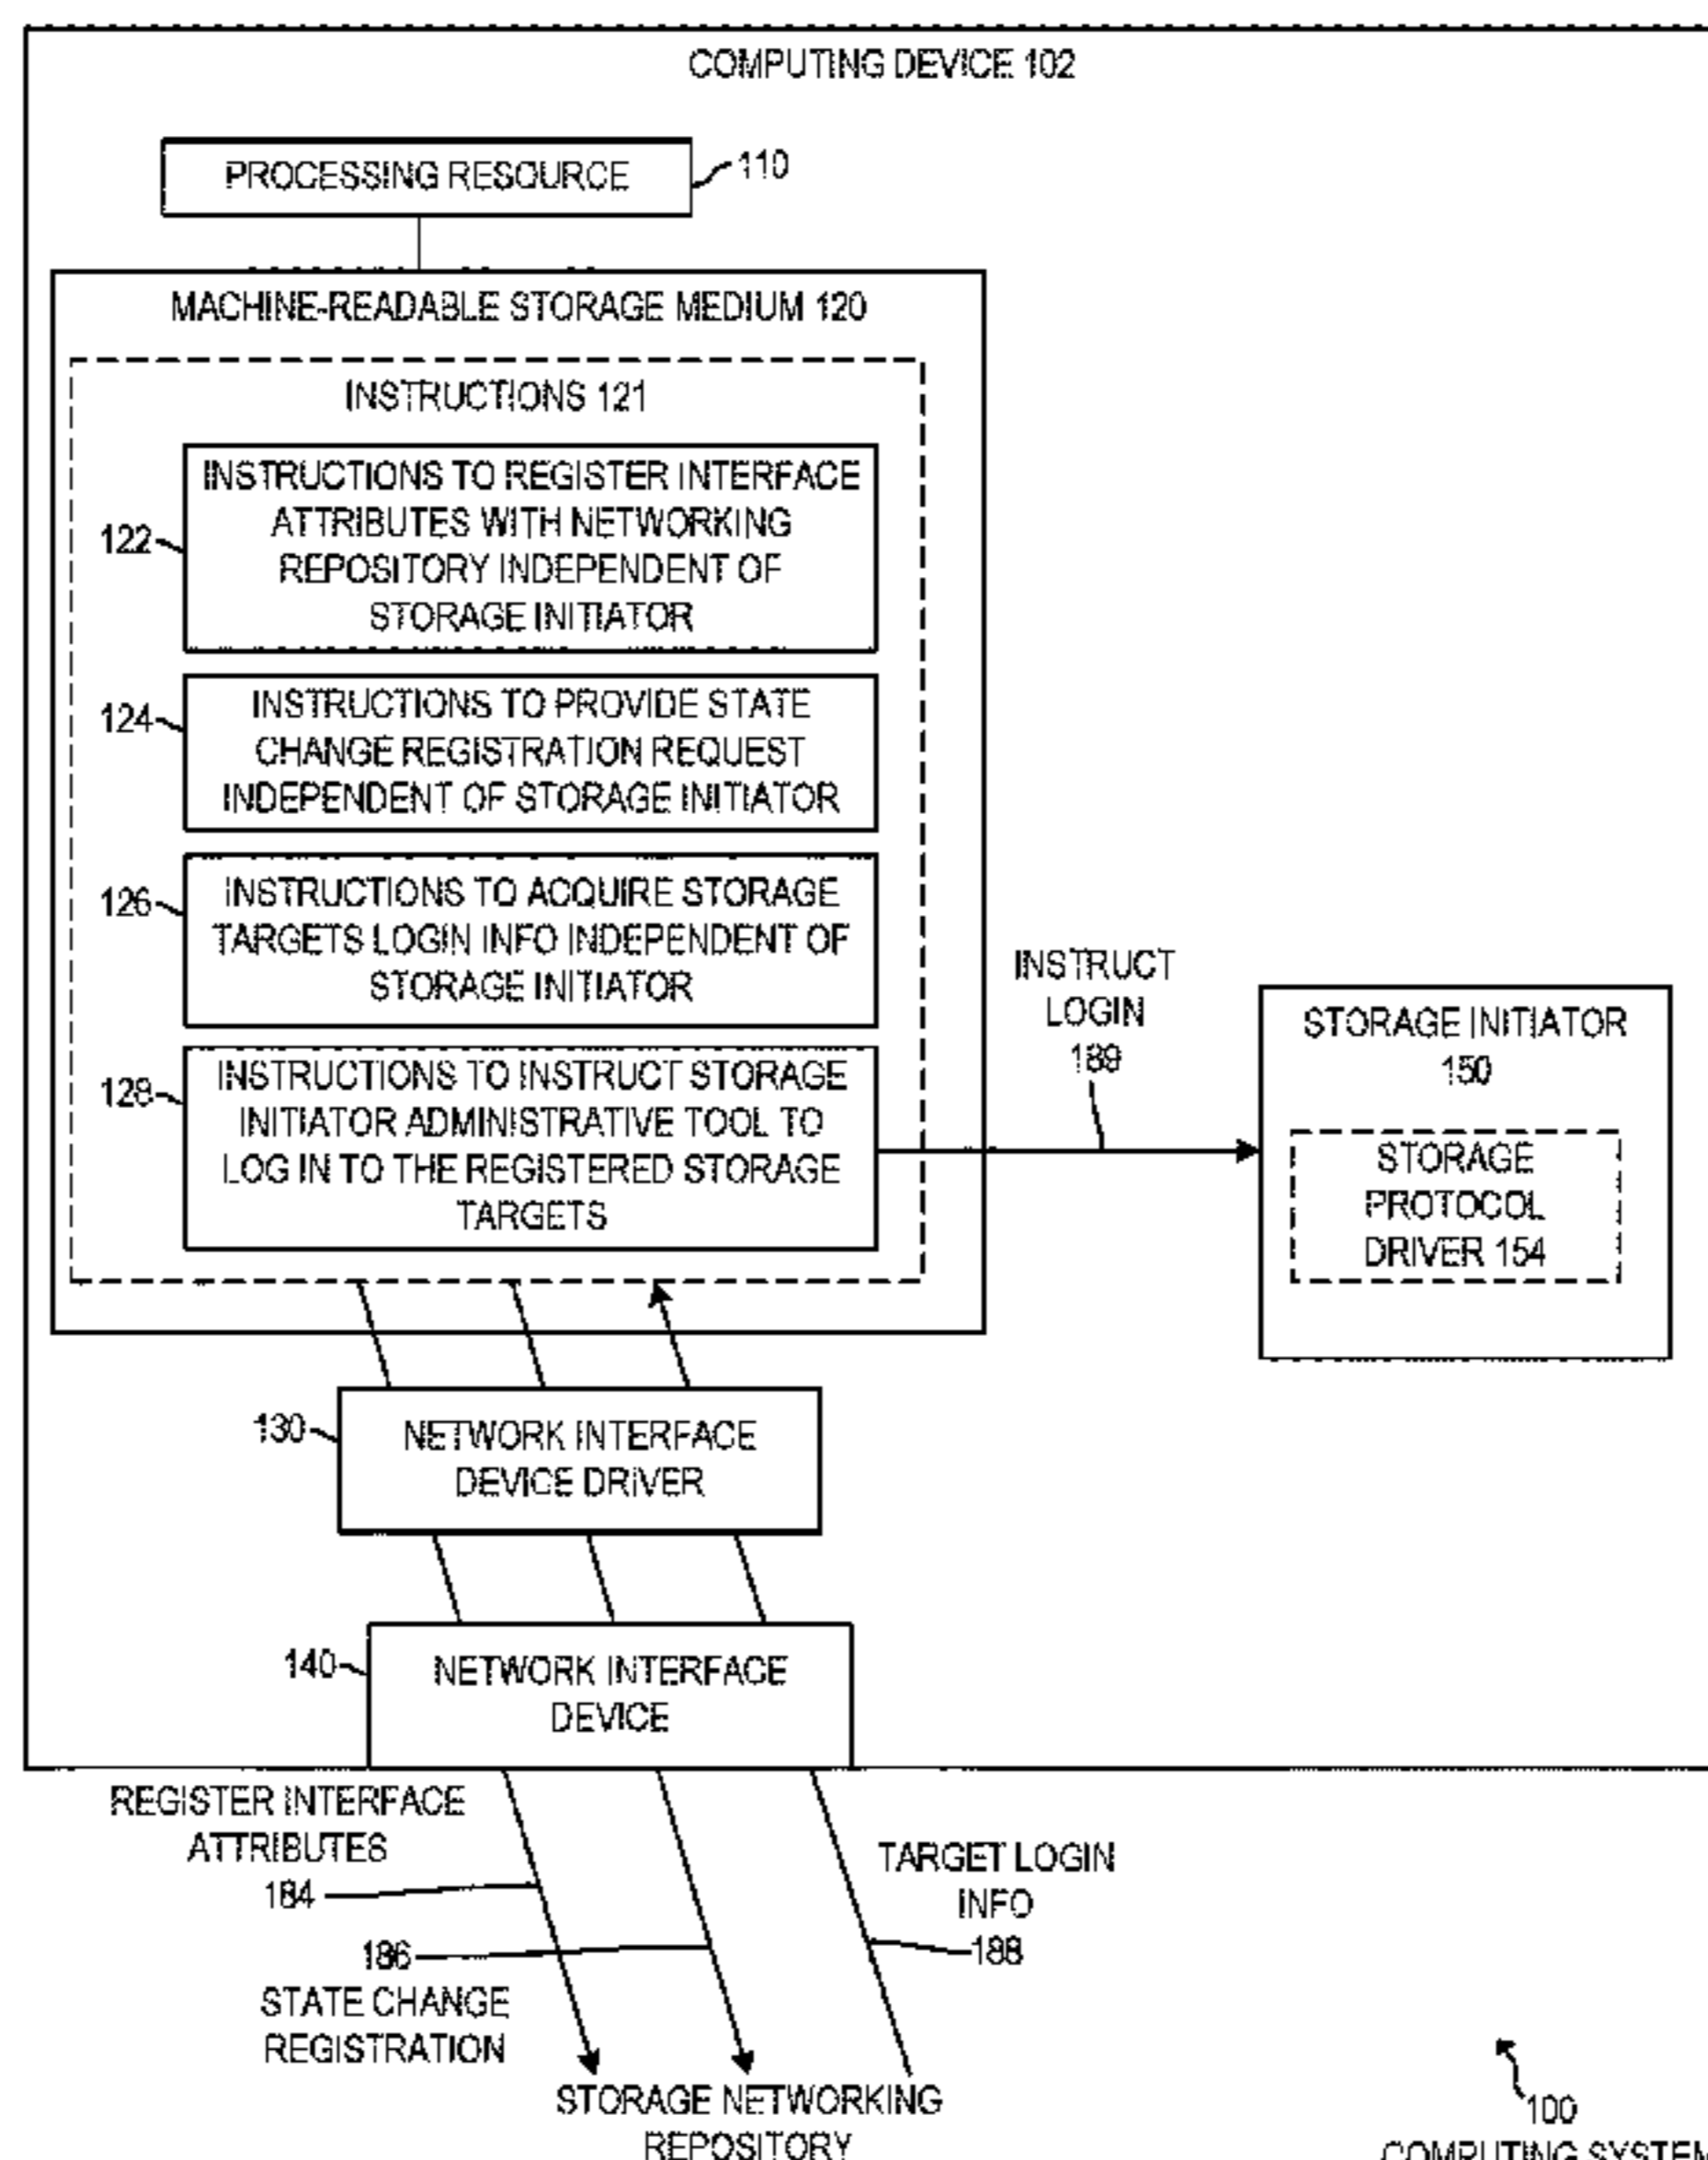 COMPUTING DEVICE 102
PROCESSING RESOURCE
110
MACHINE-READABLE STORAGE MEDIUM 120
INSTRUCTIONS 121
122
INSTRUCTIONS TO REGISTER INTERFACE
ATTRIBUTES WITH NETWORKING
REPOSITORY INDEPENDENT OF
STORAGE INITIATOR
124
INSTRUCTIONS TO PROVIDE STATE
CHANGE REGISTRATION REQUEST
INDEPENDENT OF STORAGE INITIATOR
126
INSTRUCTIONS TO ACQUIRE STORAGE
TARGETS LOGIN INFO INDEPENDENT OF
STORAGE INITIATOR
128
INSTRUCTIONS TO INSTRUCT STORAGE
INITIATOR ADMINISTRATIVE TOOL TO
LOG IN TO THE REGISTERED STORAGE
TARGETS
INSTRUCT
LOGIN
189
STORAGE INITIATOR
150
STORAGE
PROTOCOL
DRIVER 154
130
NETWORK INTERFACE
DEVICE DRIVER
140
NETWORK INTERFACE
DEVICE
REGISTER INTERFACE
ATTRIBUTES
184
186
STATE CHANGE
REGISTRATION
TARGET LOGIN
INFO
188
STORAGE NETWORKING
REPOSITORY
100
COMPUTING SYSTEM